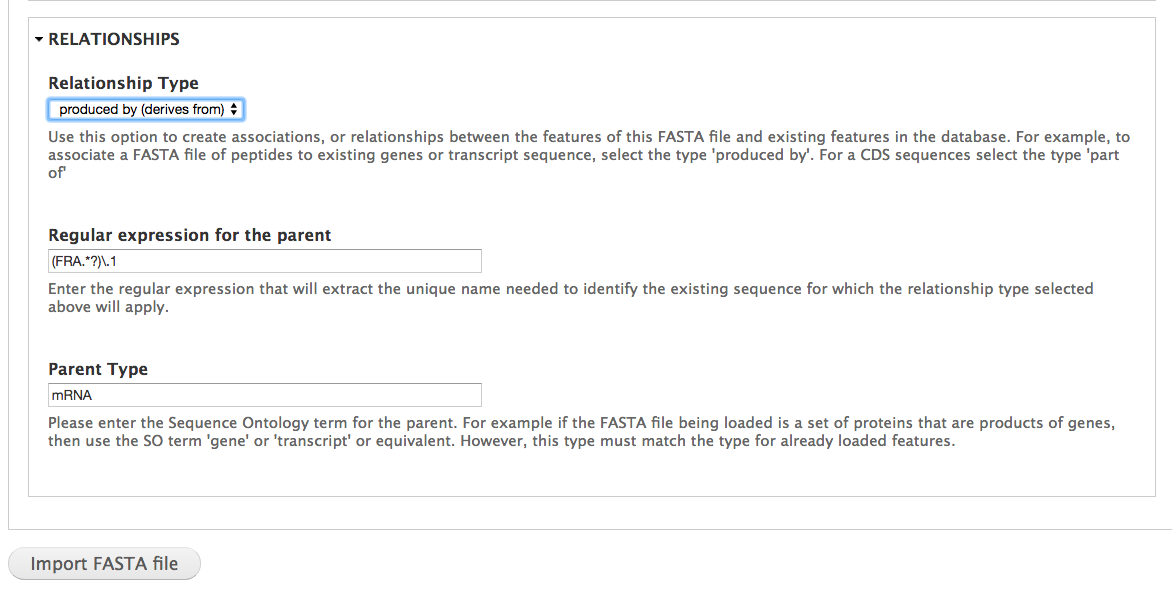 RELATIONSHIPS
Relationship Type
produced by (derives from)
Use this option to create associations, or relationships between the features of this FASTA file and existing features in the database. For example, to
associate a FASTA file of peptides to existing genes or transcript sequence, select the type 'produced by'. For a CDS sequences select the type 'part
of'
Regular expression for the parent
(FRA.*?)\.1
Enter the regular expression that will extract the unique name needed to identify the existing sequence for which the relationship type selected
above will apply.
Parent Type
mRNA
Please enter the Sequence Ontology term for the parent. For example if the FASTA file being loaded is a set of proteins that are products of genes,
then use the SO term 'gene' or 'transcript' or equivalent. However, this type must match the type for already loaded features.
Import FASTA file